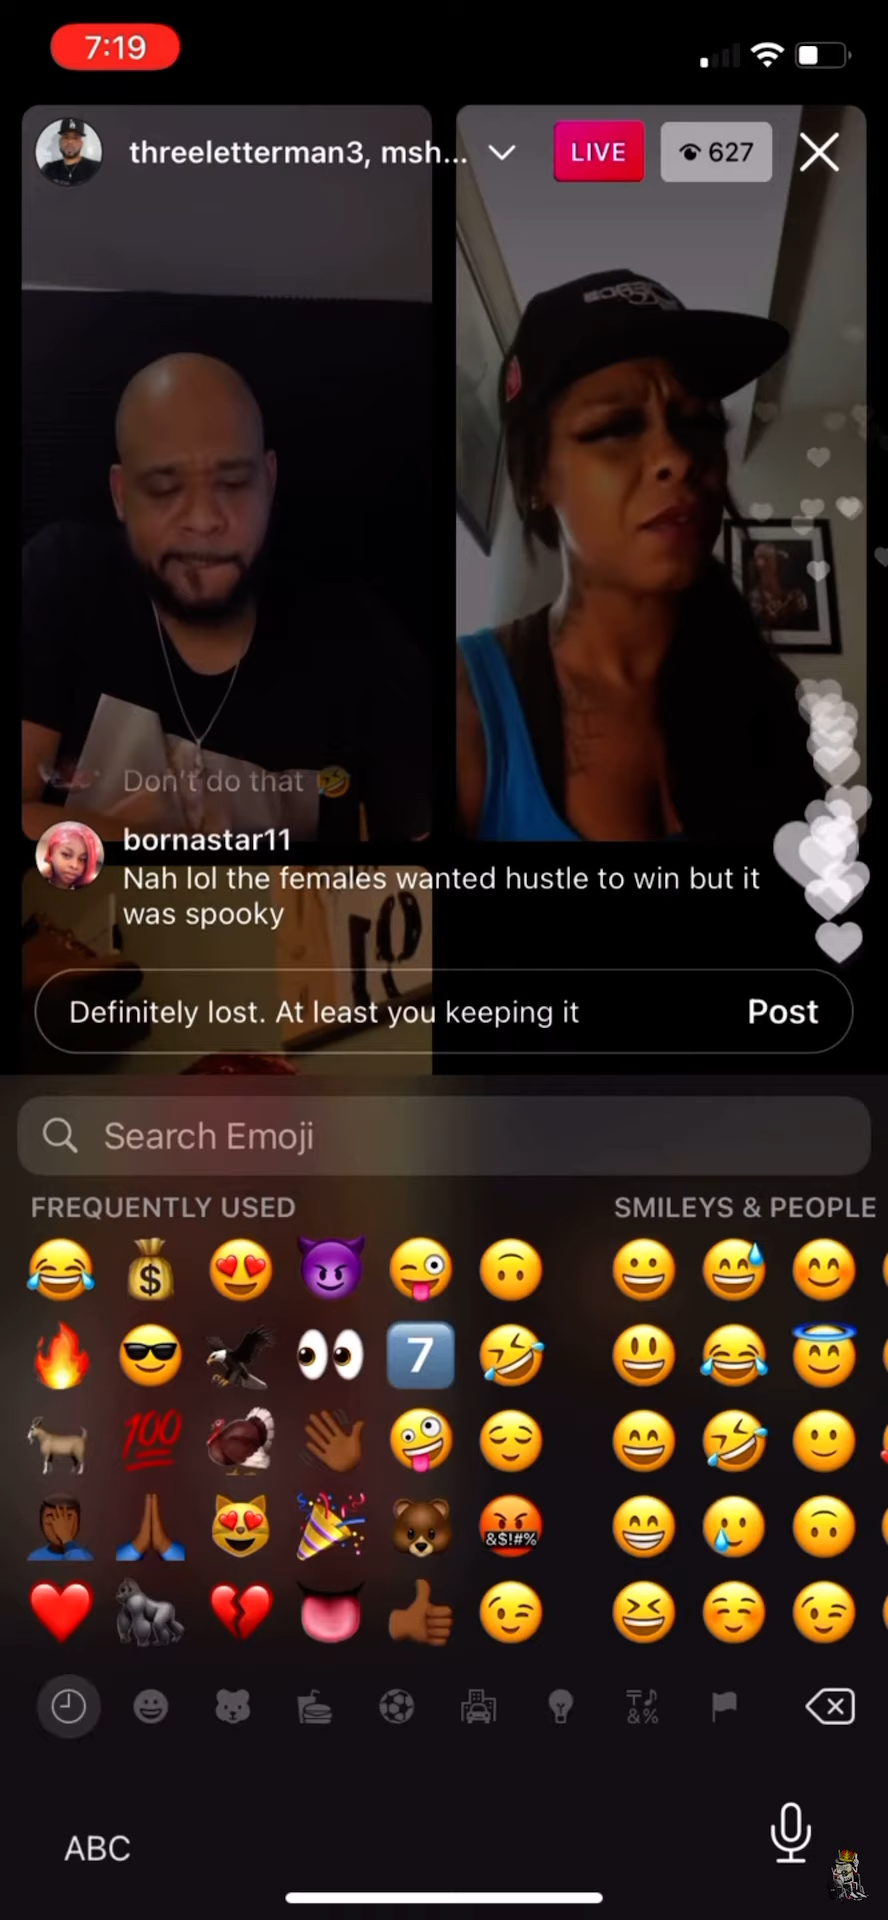 7:19
threeletterman3, msh...
LIVE
627
Don't do that 🤣
bornastar11
Nah lol the females wanted hustle to win but it
was spooky
Definitely lost. At least you keeping it
Post
Search Emoji
FREQUENTLY USED
SMILEYS & PEOPLE
ABC